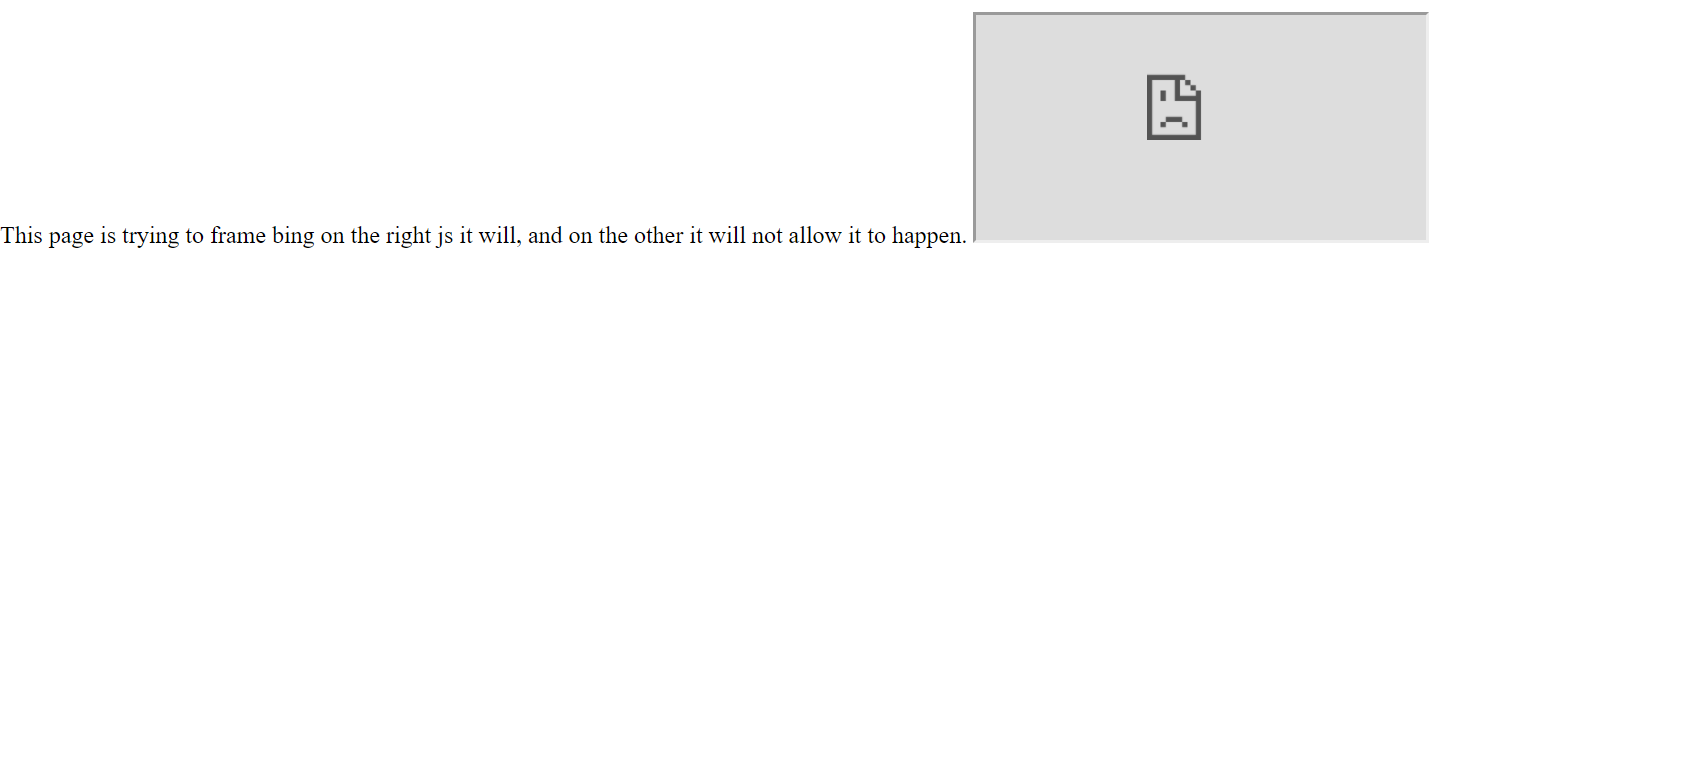 This page is trying to frame bing on the right js it will, and on the other it will not allow it to happen.